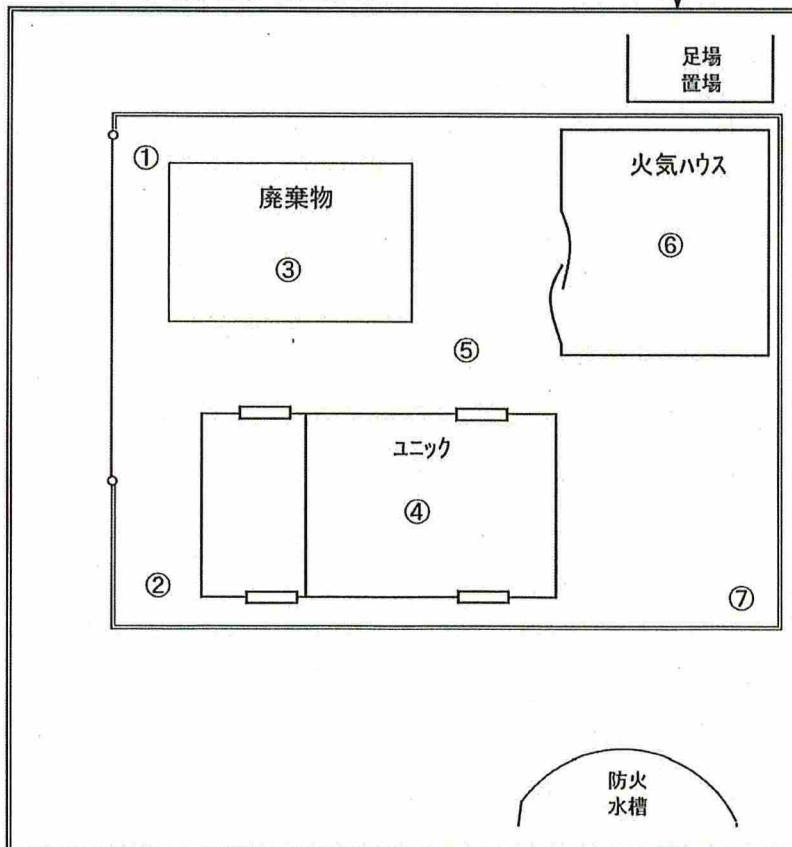 足場
置場
①
廃棄物
火気ハウス
③
⑥
⑤
ユニック
④
②
⑦
防火
水槽